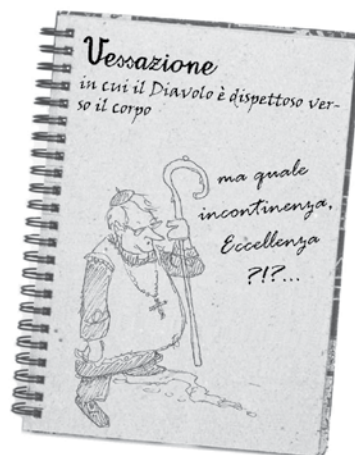 Vessazione
in cui il Diavolo è dispettoso ver-
so il corpo
ma quale
incontinenza,
Eccellenza
?!?...